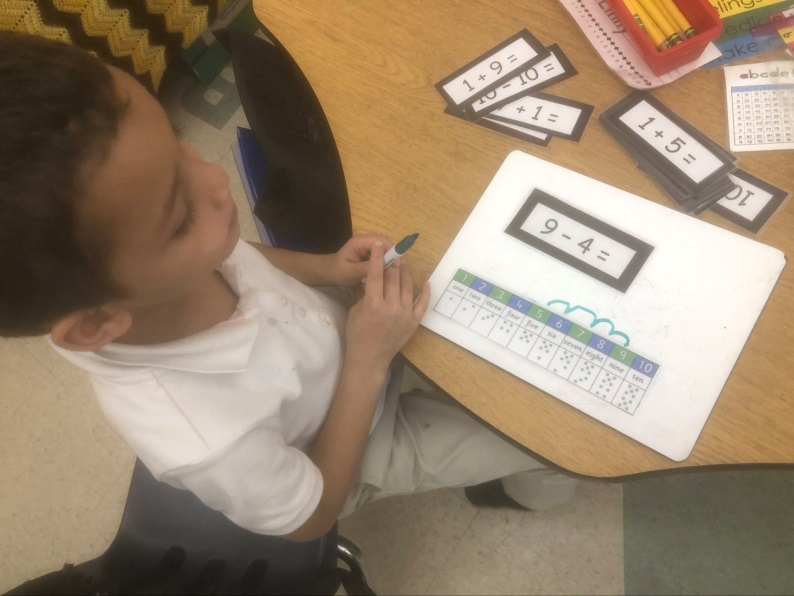 1 + 9 =
10 - 10 =
+ 1 =
1 + 5 =
10
9 - 4 =
1 2 3 4 5 6 7 8 9 10
one two three four five six seven eight nine ten